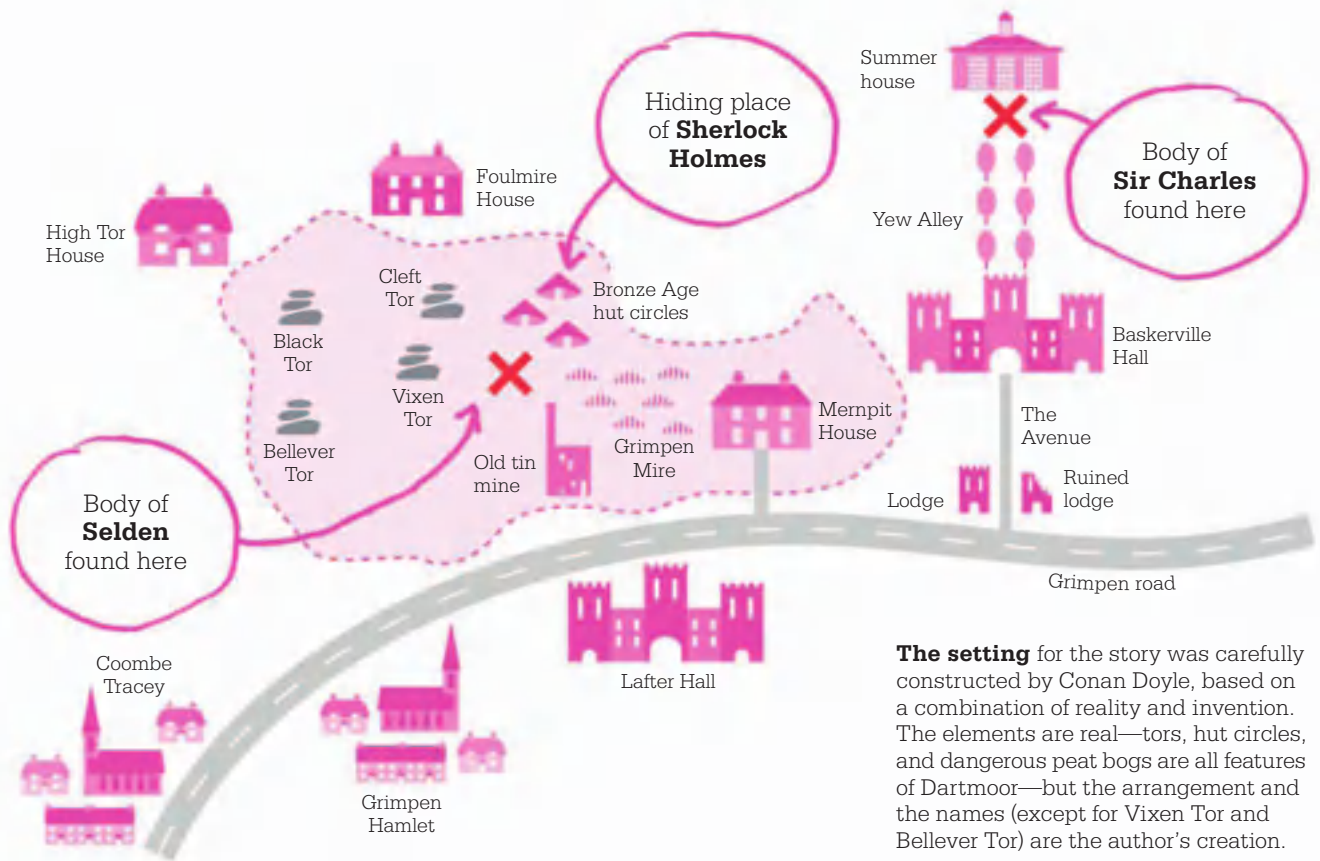 Summer
house
Hiding place
of Sherlock
Holmes
Body of
Sir Charles
found here
Foulmire
House
High Tor
House
Yew Alley
Cleft
Tor
Bronze Age
hut circles
Black
Tor
Baskerville
Hall
Vixen
Tor
Mernpit
House
The
Avenue
Bellever
Tor
Old tin
mine
Grimpen
Mire
Lodge
Ruined
lodge
Body of
Selden
found here
Grimpen road
Coombe
Tracey
Lafter Hall
Grimpen
Hamlet
The setting for the story was carefully
constructed by Conan Doyle, based on
a combination of reality and invention.
The elements are real—tors, hut circles,
and dangerous peat bogs are all features
of Dartmoor—but the arrangement and
the names (except for Vixen Tor and
Bellever Tor) are the author’s creation.